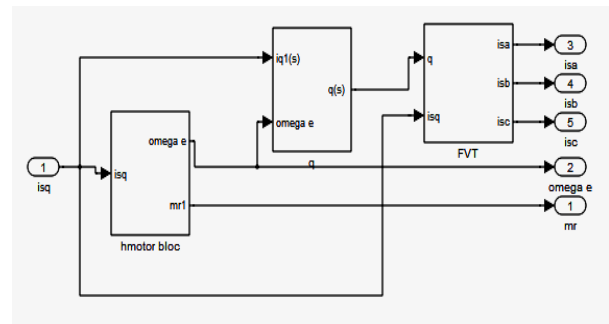 1
isq
isq
omega e
mr1
hmotor bloc
iq1(s)
omega e
q(s)
q
q
isq
isa
isb
isc
FVT
3
isa
4
isb
5
isc
2
omega e
1
mr